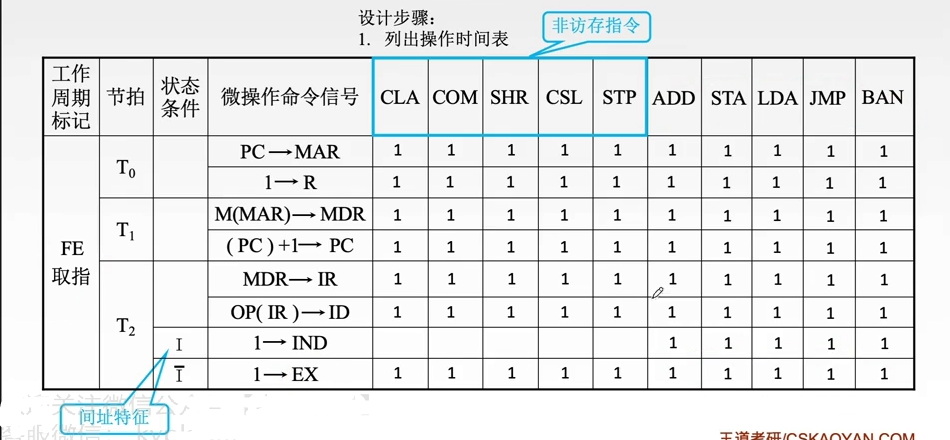 设计步骤：
1. 列出操作时间表
非访存指令
工作周期标记 节拍 状态条件 微操作命令信号 CLA COM SHR CSL STP ADD STA LDA JMP BAN
FE 取指 T0 PC→MAR 1 1 1 1 1 1 1 1 1 1
1→R 1 1 1 1 1 1 1 1 1 1
T1 M(MAR)→MDR 1 1 1 1 1 1 1 1 1 1
(PC)+1→PC 1 1 1 1 1 1 1 1 1 1
T2 MDR→IR 1 1 1 1 1 1 1 1 1 1
OP(IR)→ID 1 1 1 1 1 1 1 1 1 1
I 1→IND 1 1 1 1 1
Ī 1→EX 1 1 1 1 1 1 1 1 1 1
间址特征
王道考研/CSKAOYAN.COM